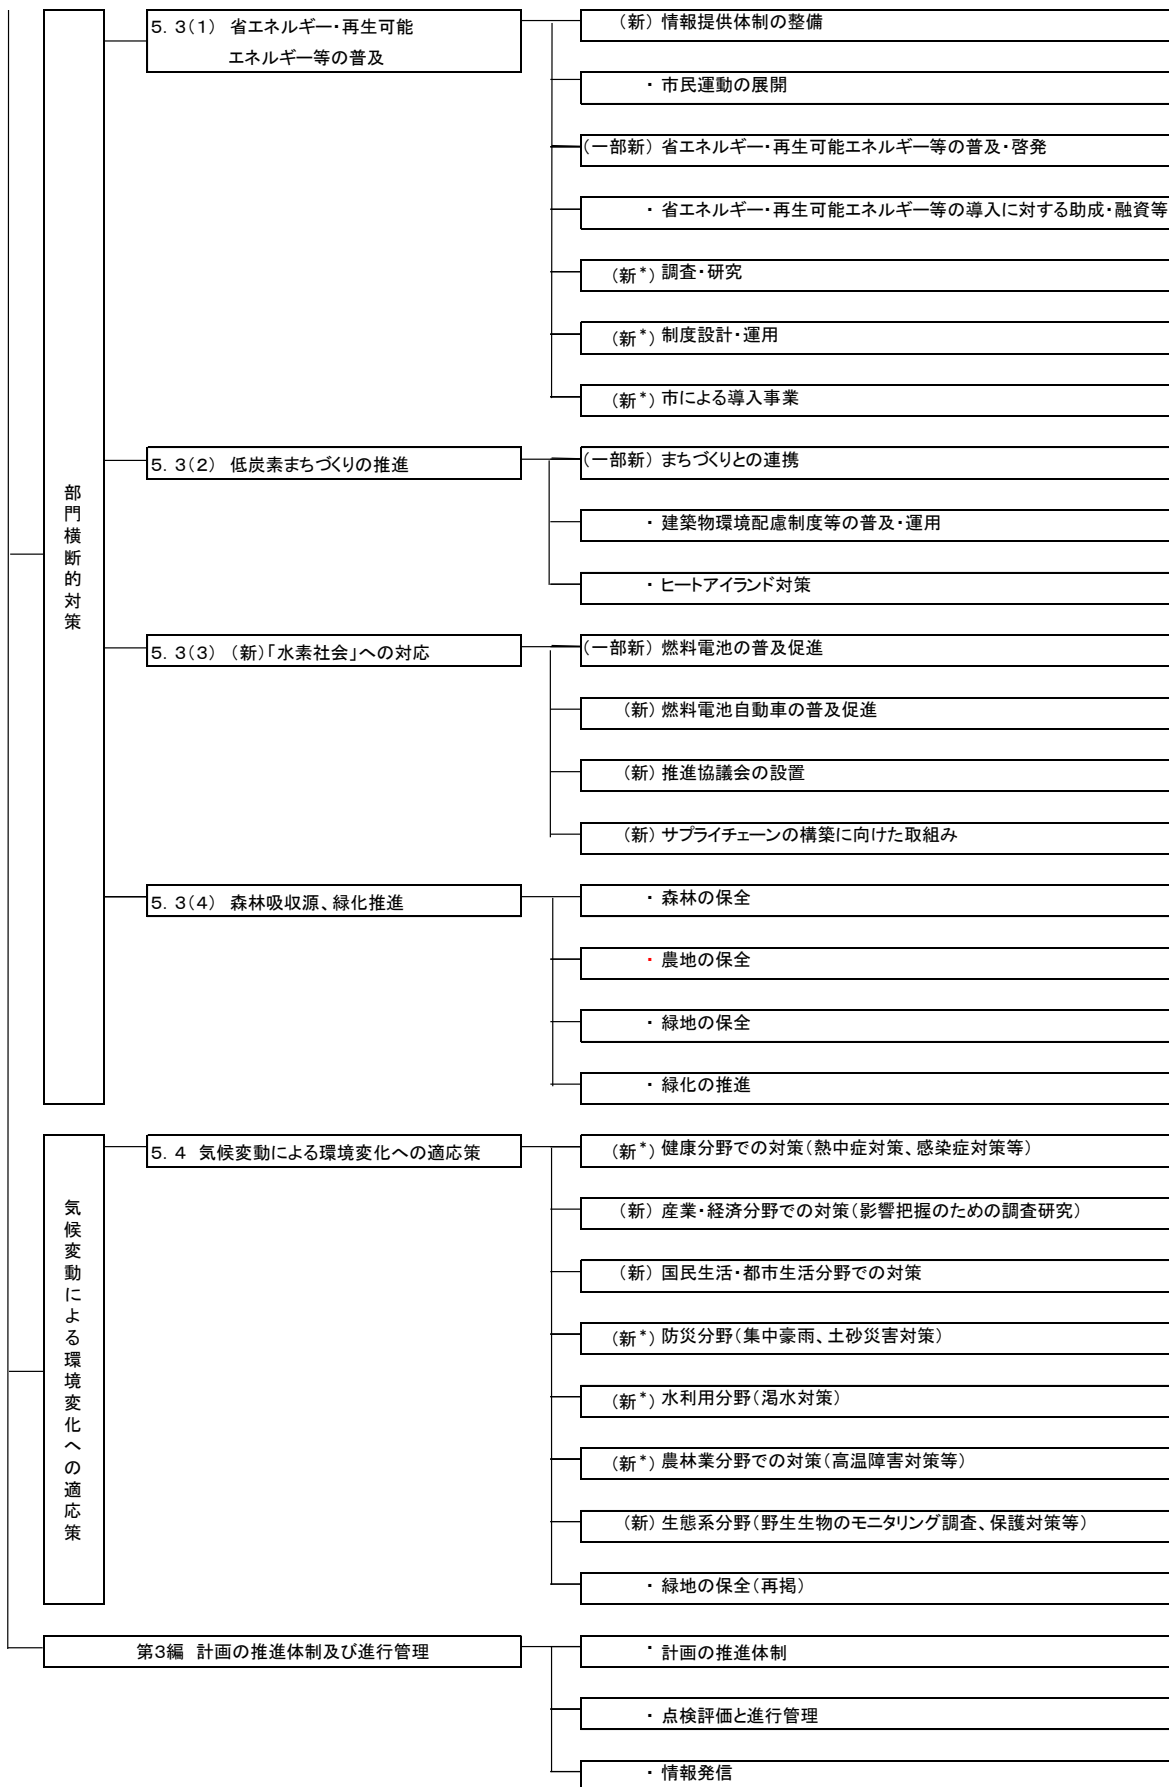 部門横断的対策
5．3（1） 省エネルギー・再生可能
エネルギー等の普及
（新） 情報提供体制の整備
・ 市民運動の展開
（一部新） 省エネルギー・再生可能エネルギー等の普及・啓発
・ 省エネルギー・再生可能エネルギー等の導入に対する助成・融資等
（新*） 調査・研究
（新*） 制度設計・運用
（新*） 市による導入事業
5．3（2） 低炭素まちづくりの推進
（一部新） まちづくりとの連携
・ 建築物環境配慮制度等の普及・運用
・ ヒートアイランド対策
5．3（3） （新）「水素社会」への対応
（一部新） 燃料電池の普及促進
（新） 燃料電池自動車の普及促進
（新） 推進協議会の設置
（新） サプライチェーンの構築に向けた取組み
5．3（4） 森林吸収源、緑化推進
・ 森林の保全
・ 農地の保全
・ 緑地の保全
・ 緑化の推進
気候変動による環境変化への適応策
5．4 気候変動による環境変化への適応策
（新*） 健康分野での対策（熱中症対策、感染症対策等）
（新） 産業・経済分野での対策（影響把握のための調査研究）
（新） 国民生活・都市生活分野での対策
（新*） 防災分野（集中豪雨、土砂災害対策）
（新*） 水利用分野（渇水対策）
（新*） 農林業分野での対策（高温障害対策等）
（新） 生態系分野（野生生物のモニタリング調査、保護対策等）
・ 緑地の保全（再掲）
第3編 計画の推進体制及び進行管理
・ 計画の推進体制
・ 点検評価と進行管理
・ 情報発信